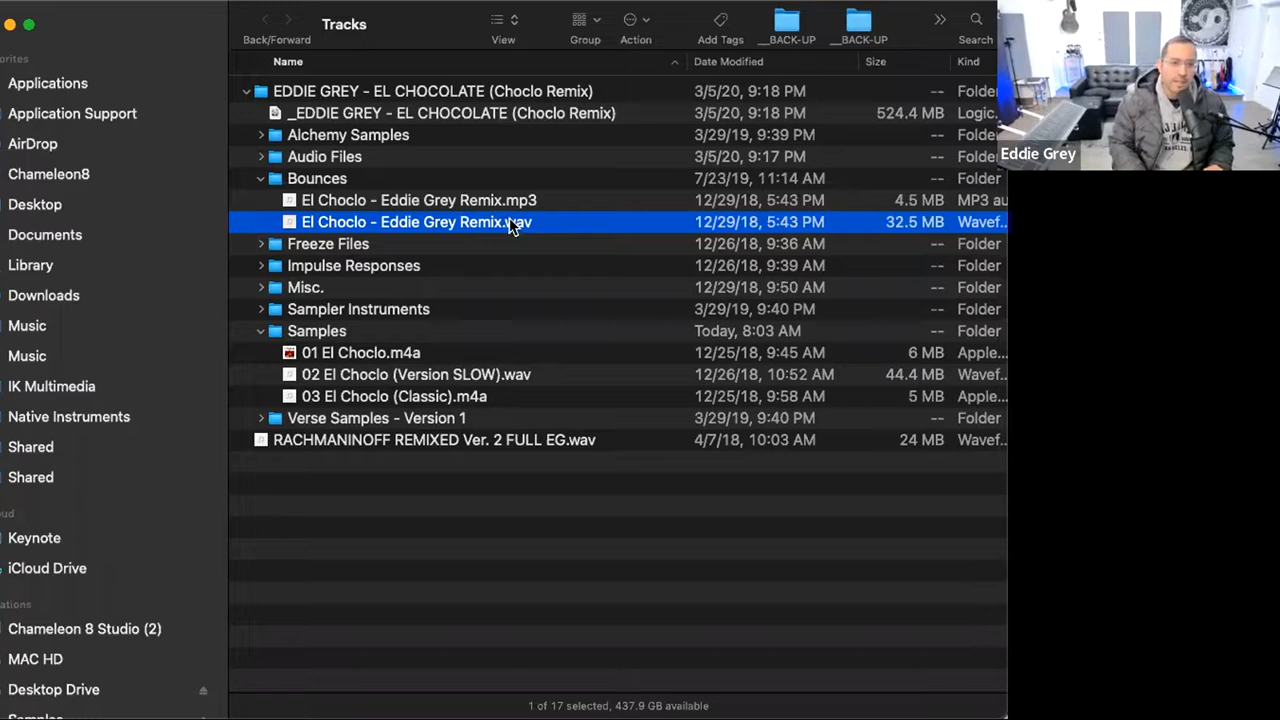 Tracks
Back/Forward
View
Group
Action
Add Tags
__BACK-UP
__BACK-UP
Search
Name
Date Modified
Size
Kind
EDDIE GREY - EL CHOCOLATE (Choclo Remix) 3/5/20, 9:18 PM -- Folder
_EDDIE GREY - EL CHOCOLATE (Choclo Remix) 3/5/20, 9:18 PM 524.4 MB Logic..
Alchemy Samples 3/29/19, 9:39 PM -- Folder
Audio Files 3/5/20, 9:17 PM -- Folder
Bounces 7/23/19, 11:14 AM -- Folder
El Choclo - Eddie Grey Remix.mp3 12/29/18, 5:43 PM 4.5 MB MP3 au
El Choclo - Eddie Grey Remix.wav 12/29/18, 5:43 PM 32.5 MB Wavef..
Freeze Files 12/26/18, 9:36 AM -- Folder
Impulse Responses 12/26/18, 9:39 AM -- Folder
Misc. 12/29/18, 9:50 AM -- Folder
Sampler Instruments 3/29/19, 9:40 PM -- Folder
Samples Today, 8:03 AM -- Folder
01 El Choclo.m4a 12/25/18, 9:45 AM 6 MB Apple...
02 El Choclo (Version SLOW).wav 12/26/18, 10:52 AM 44.4 MB Wavef..
03 El Choclo (Classic).m4a 12/25/18, 9:58 AM 5 MB Apple...
Verse Samples - Version 1 3/29/19, 9:40 PM -- Folder
RACHMANINOFF REMIXED Ver. 2 FULL EG.wav 4/7/18, 10:03 AM 24 MB Wavef..
1 of 17 selected, 437.9 GB available
orites
Applications
Application Support
AirDrop
Chameleon8
Desktop
Documents
Library
Downloads
Music
Music
IK Multimedia
Native Instruments
Shared
Shared
oud
Keynote
iCloud Drive
ations
Chameleon 8 Studio (2)
MAC HD
Desktop Drive
Samples
Eddie Grey